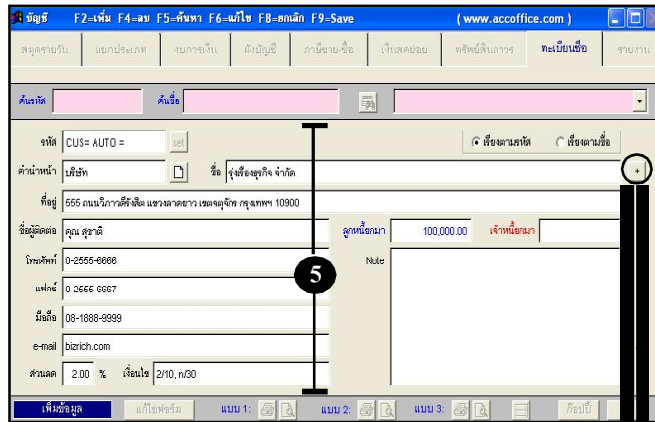 บัญชี F2=เพิ่ม F4=ลบ F5=ค้นหา F6=แก้ไข F8=ยกเลิก F9=Save ( www.accoffice.com )
สมุดรายวัน แยกประเภท งบการเงิน ผังบัญชี ภาษีขาย-ซื้อ เงินสดย่อย ทรัพย์สินถาวร ทะเบียนชื่อ รายงาน
ค้นรหัส ค้นชื่อ
รหัส CUS= AUTO = set เรียงตามรหัส เรียงตามชื่อ
คำนำหน้า บริษัท ชื่อ รุ่งเรืองธุรกิจ จำกัด +
ที่อยู่ 555 ถนนวิภาวดีรังสิต แขวงลาดยาว เขตจตุจักร กรุงเทพฯ 10900
ชื่อผู้ติดต่อ คุณ สุชาติ ลูกหนี้ยกมา 100,000.00 เจ้าหนี้ยกมา
โทรศัพท์ 0-2555-6666 Note
5
แฟกซ์ 0-2666-6667
มือถือ 08-1888-9999
e-mail bizrich.com
ส่วนลด 2.00 % เงื่อนไข 2/10, n/30
เพิ่มข้อมูล แก้ไขฟอร์ม แบบ 1: แบบ 2: แบบ 3: ก๊อปปี้